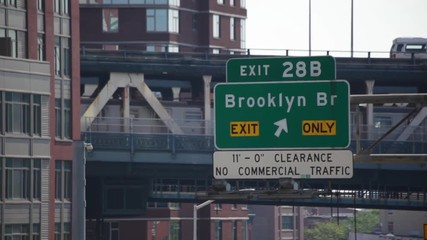 EXIT 28B
Brooklyn Br
EXIT ONLY
11'-0" CLEARANCE
NO COMMERCIAL TRAFFIC